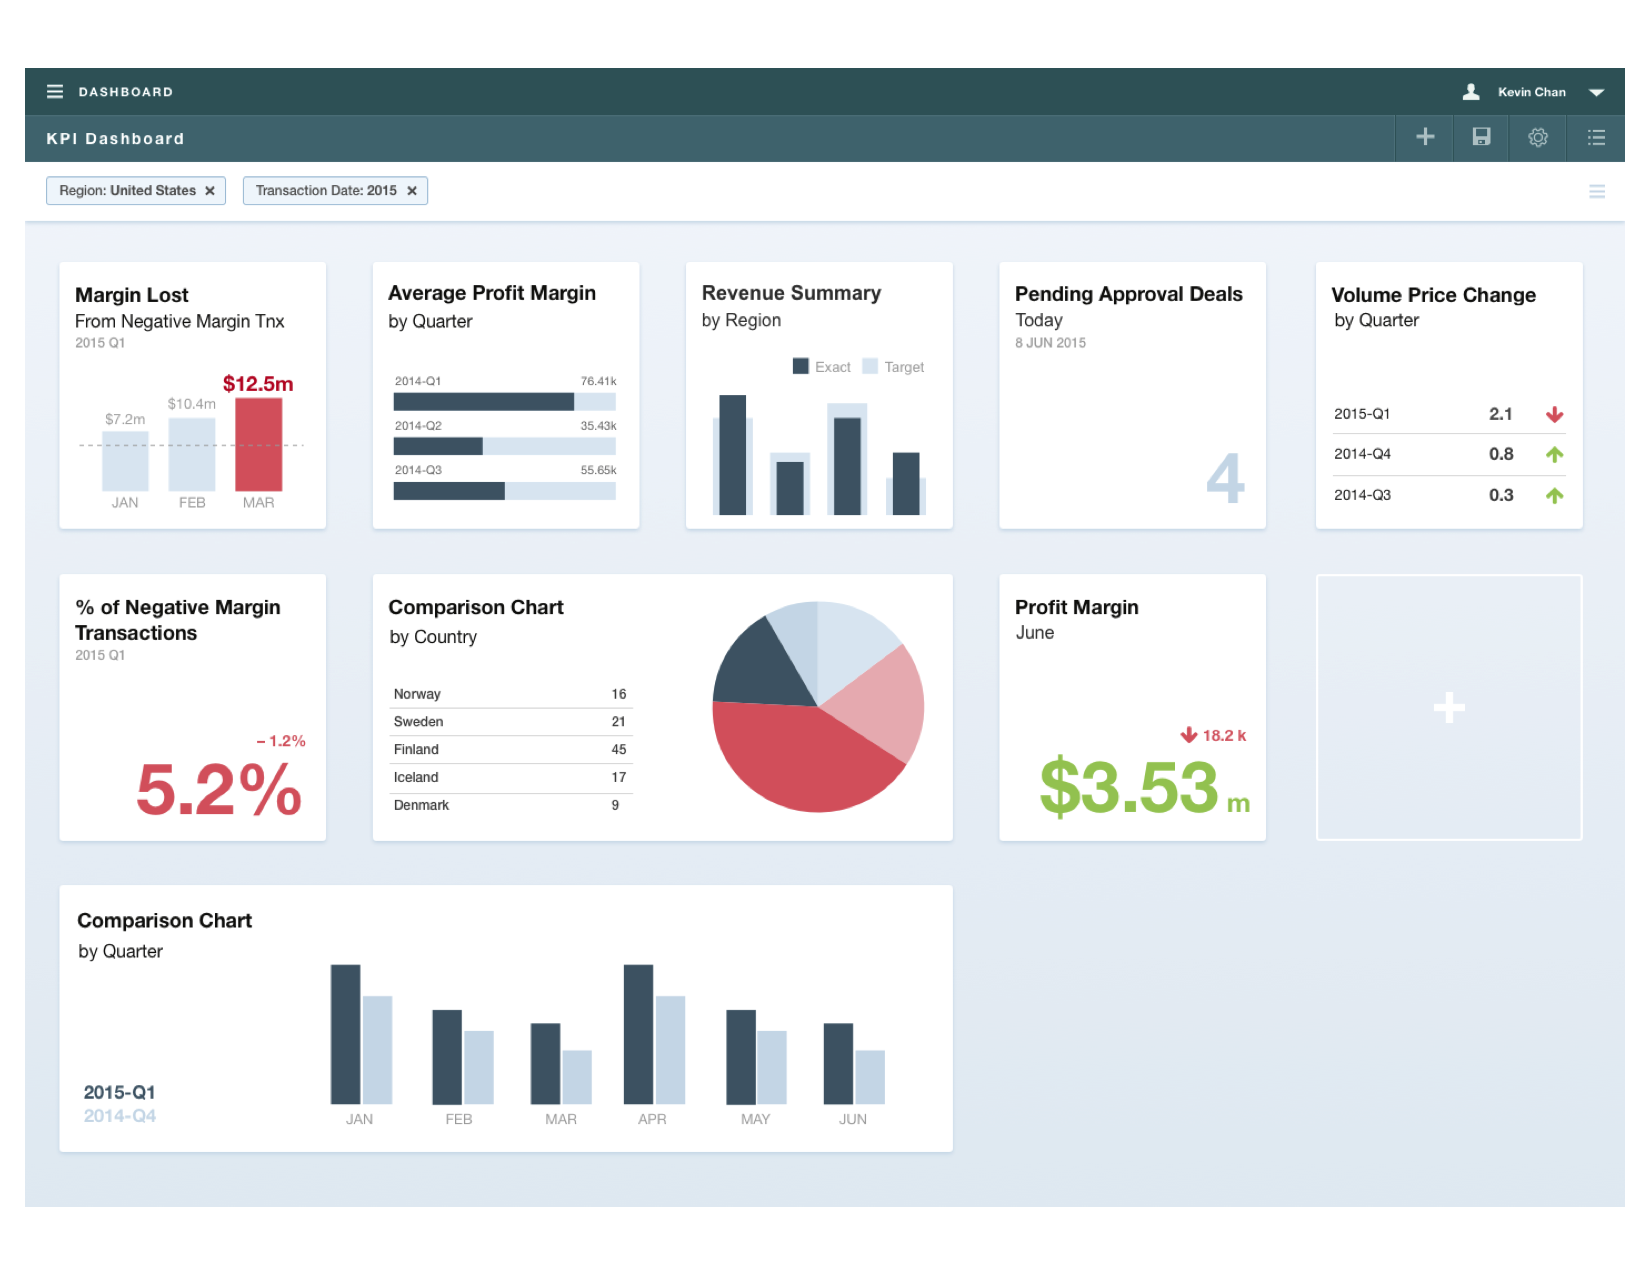 DASHBOARD
Kevin Chan
KPI Dashboard
Region: United States ×
Transaction Date: 2015 ×
Margin Lost
From Negative Margin Tnx
2015 Q1
$12.5m
$10.4m
$7.2m
JAN FEB MAR
Average Profit Margin
by Quarter
2014-Q1 76.41k
2014-Q2 35.43k
2014-Q3 55.65k
Revenue Summary
by Region
Exact Target
Pending Approval Deals
Today
8 JUN 2015
4
Volume Price Change
by Quarter
2015-Q1 2.1
2014-Q4 0.8
2014-Q3 0.3
% of Negative Margin
Transactions
2015 Q1
– 1.2%
5.2%
Comparison Chart
by Country
Norway 16
Sweden 21
Finland 45
Iceland 17
Denmark 9
Profit Margin
June
18.2 k
$3.53 m
Comparison Chart
by Quarter
2015-Q1
2014-Q4
JAN FEB MAR APR MAY JUN